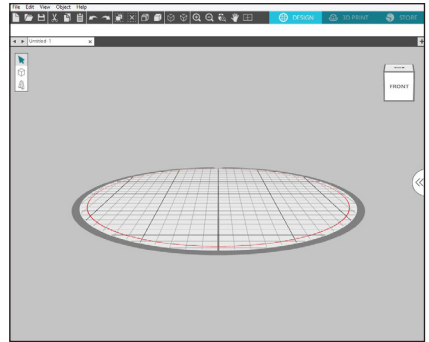 File Edit View Object Help
DESIGN 3D PRINT STORE
Untitled 1
FRONT